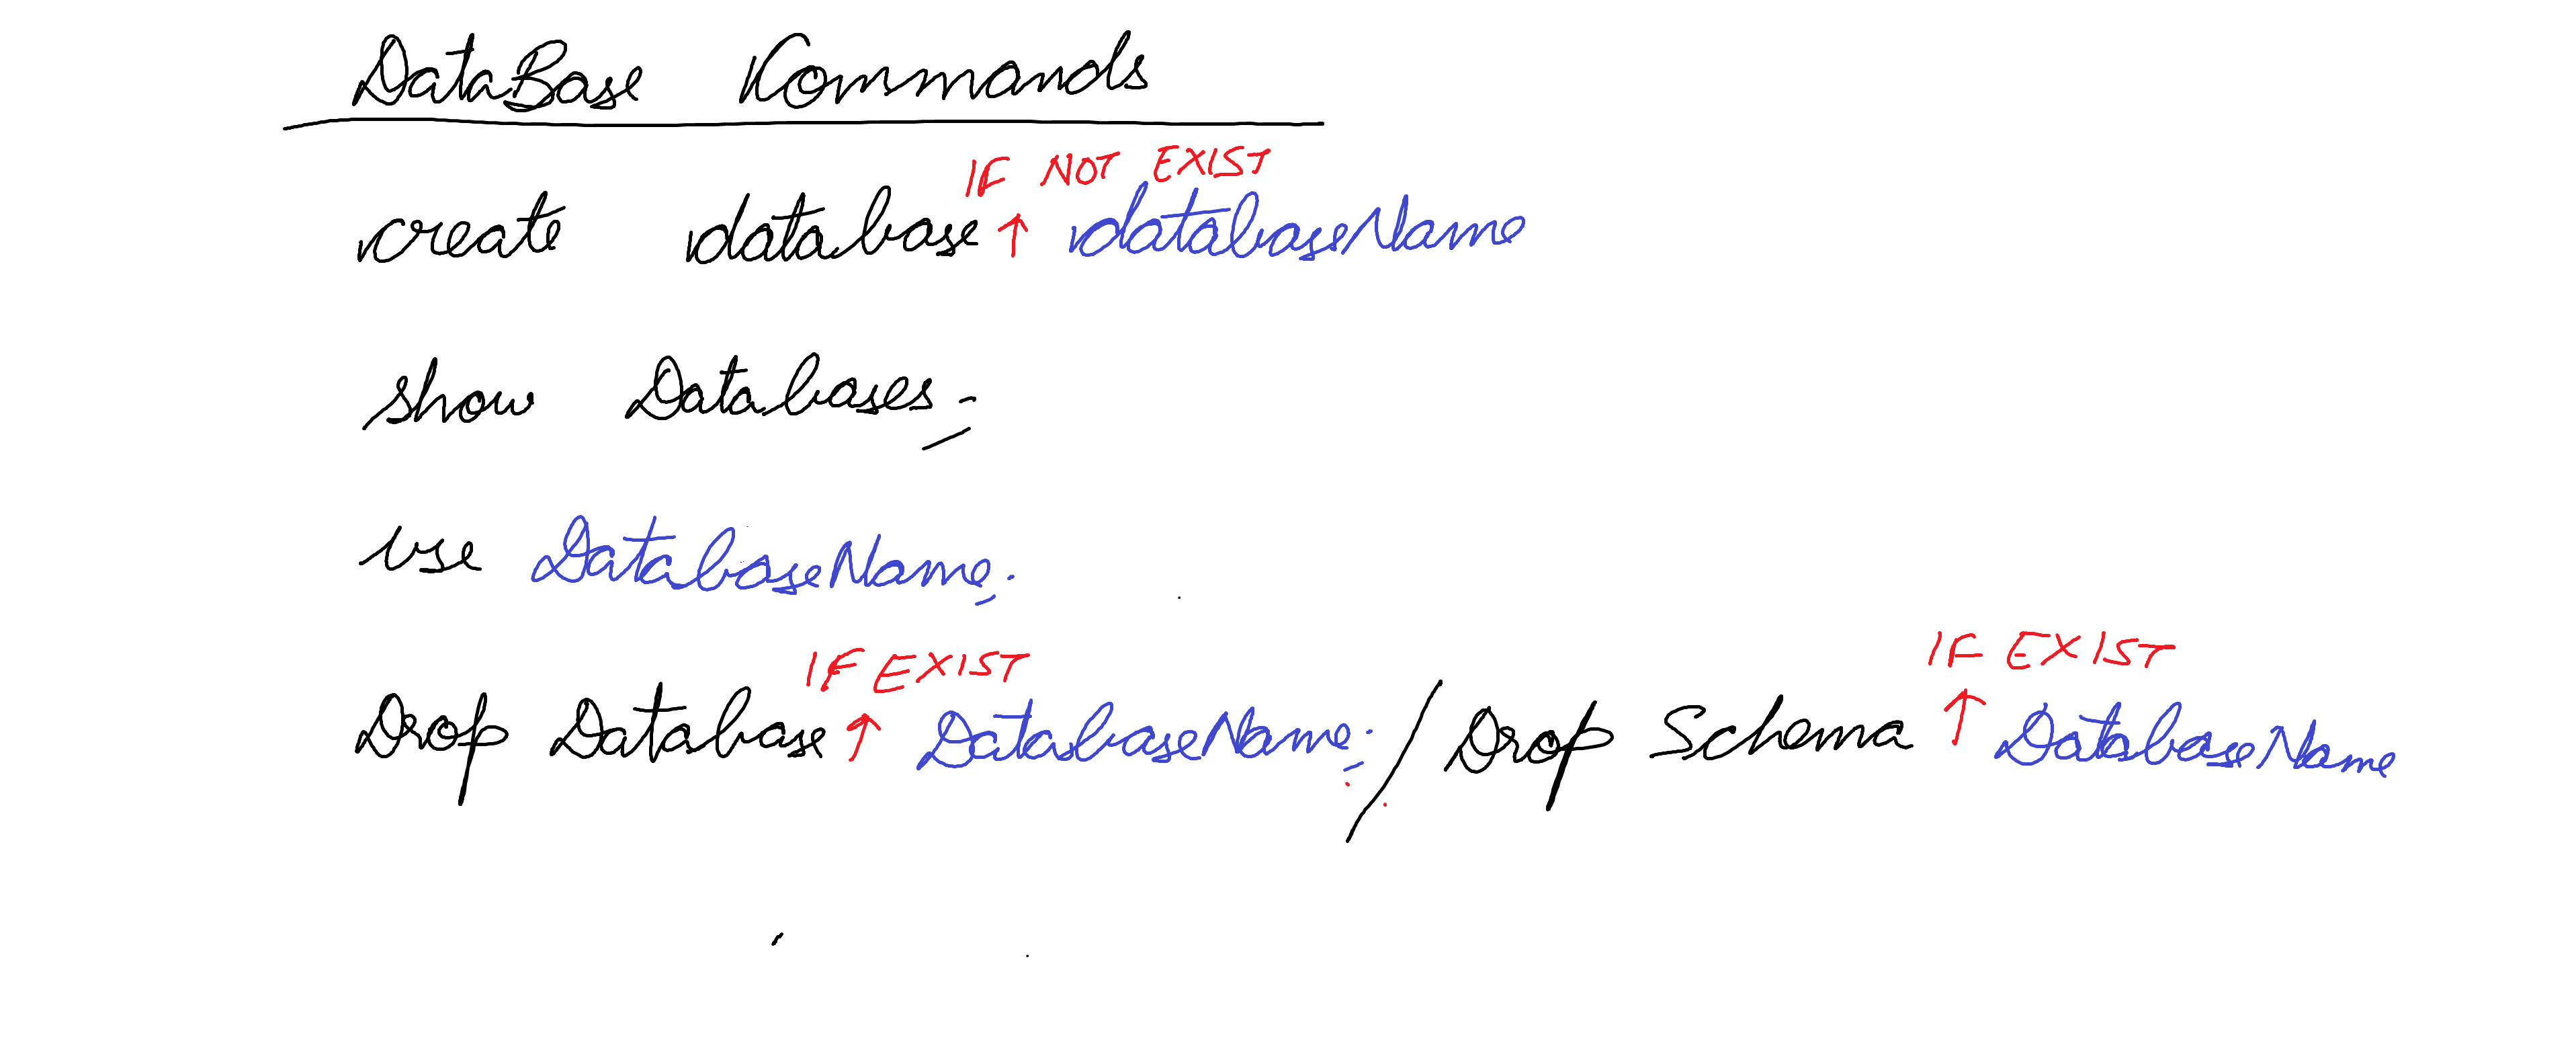 DataBase Commands
IF NOT EXIST
create database ↑ databaseName
show Databases;
use DatabaseName;
IF EXIST IF EXIST
Drop Database ↑ DatabaseName; / Drop Schema ↑ DatabaseName